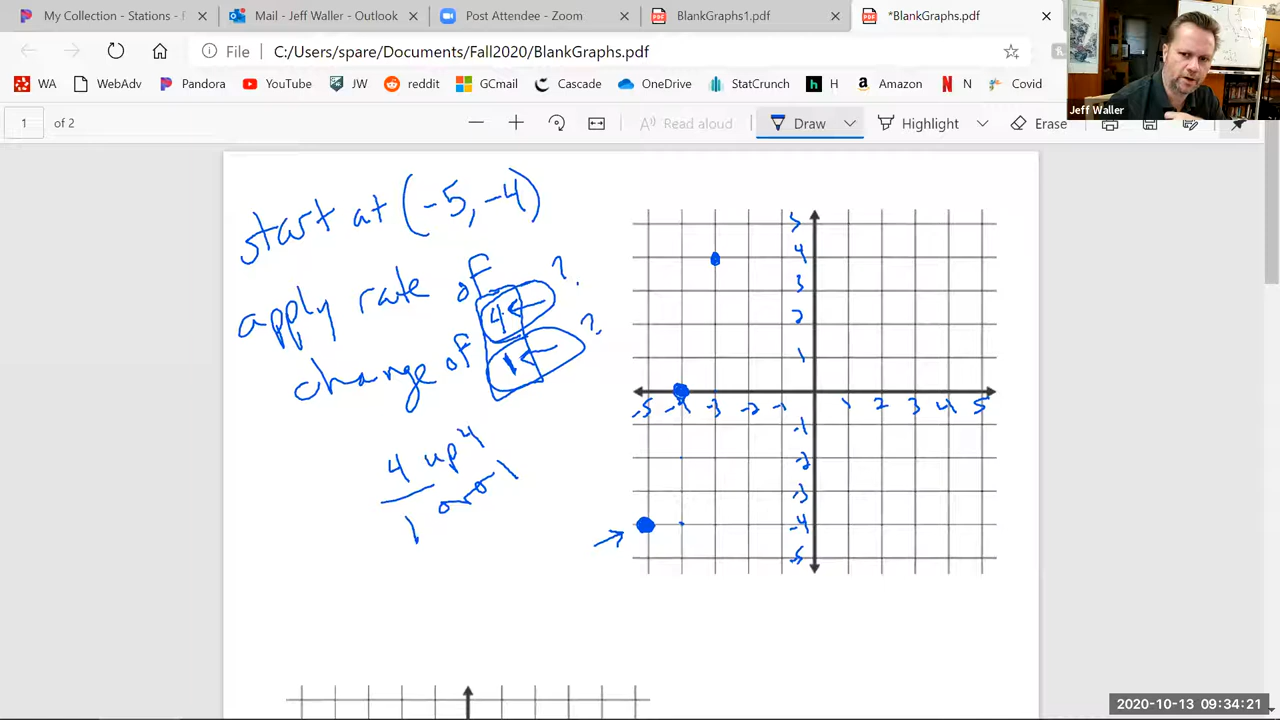 My Collection - Stations - F
Mail - Jeff Waller - Outlook
Post Attendee - Zoom
BlankGraphs1.pdf
*BlankGraphs.pdf
File
C:/Users/spare/Documents/Fall2020/BlankGraphs.pdf
WA
WebAdv
Pandora
YouTube
JW
reddit
GCmail
Cascade
OneDrive
StatCrunch
H
Amazon
N
Covid
Jeff Waller
1 of 2
Read aloud
Draw
Highlight
Erase
start at (-5, -4)
apply rate of 4 ← ?
change of 1 ← ?
4 up 4
1 over 1
5
4
3
2
1
-5 -4 -3 -2 -1 1 2 3 4 5
-1
-2
-3
-4
-5
2020-10-13 09:34:21